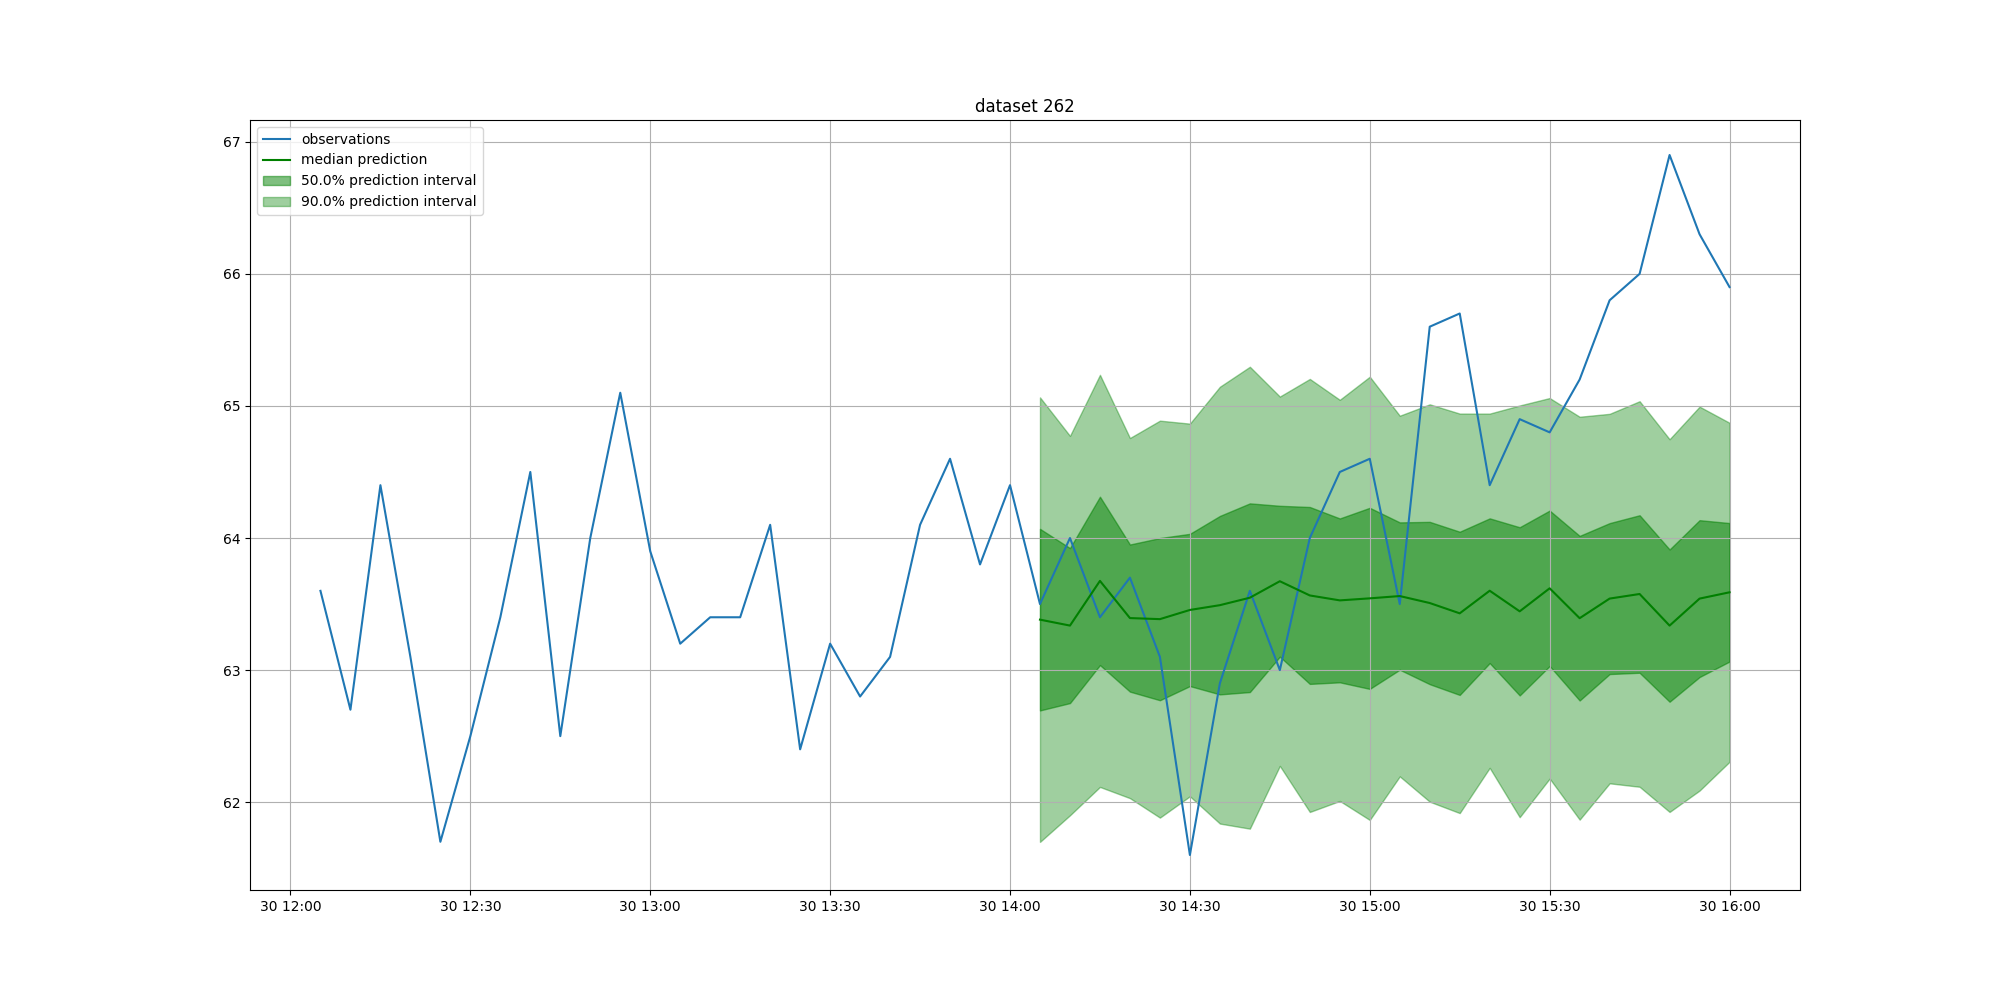 dataset 262
observations
median prediction
50.0% prediction interval
90.0% prediction interval
67
66
65
64
63
62
30 12:00 30 12:30 30 13:00 30 13:30 30 14:00 30 14:30 30 15:00 30 15:30 30 16:00